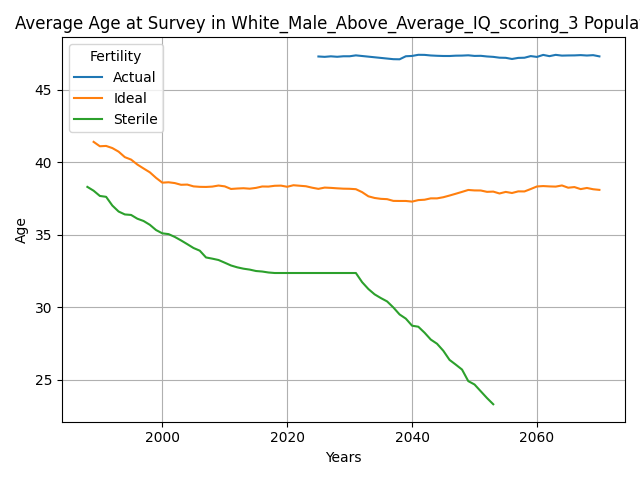 Average Age at Survey in White_Male_Above_Average_IQ_scoring_3 Popula
Fertility
Actual
Ideal
Sterile
45
40
35
30
25
Age
2000
2020
2040
2060
Years